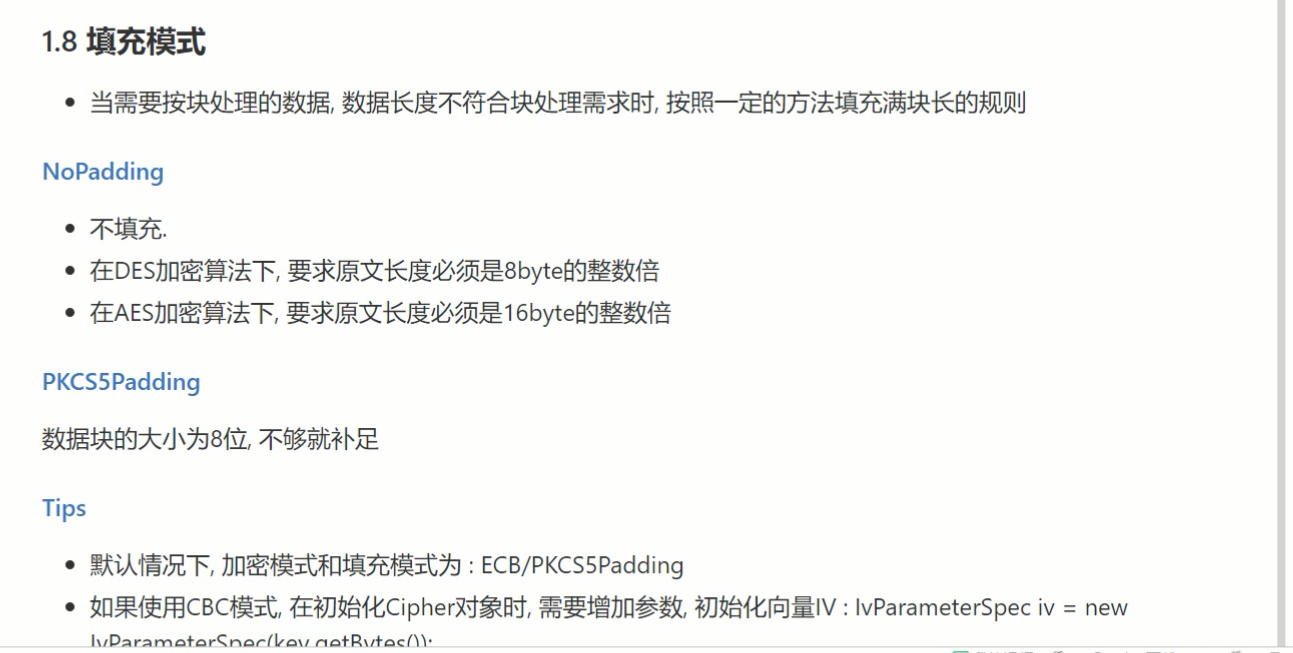 1.8 填充模式
当需要按块处理的数据, 数据长度不符合块处理需求时, 按照一定的方法填充满块长的规则
NoPadding
不填充.
在DES加密算法下, 要求原文长度必须是8byte的整数倍
在AES加密算法下, 要求原文长度必须是16byte的整数倍
PKCS5Padding
数据块的大小为8位, 不够就补足
Tips
默认情况下, 加密模式和填充模式为 : ECB/PKCS5Padding
如果使用CBC模式, 在初始化Cipher对象时, 需要增加参数, 初始化向量IV : IvParameterSpec iv = new
IvParameterSpec(key.getBytes());